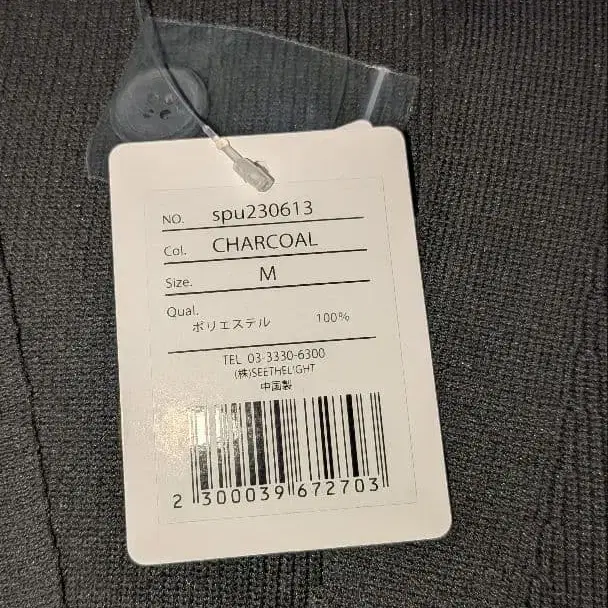 NO. spu230613
Col. CHARCOAL
Size. M
Qual.
ポリエステル 100%
TEL 03-3330-6300
(株)SEETHELIGHT
中国製
2 300039 672703